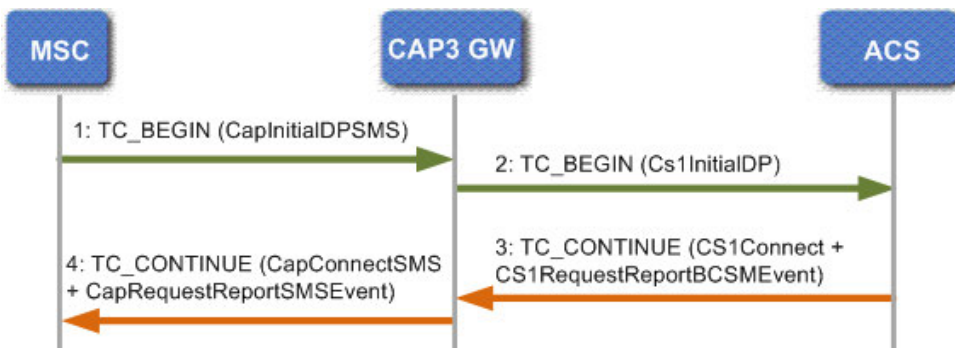 MSC
CAP3 GW
ACS
1: TC_BEGIN (CapInitialDPSMS)
2: TC_BEGIN (Cs1InitialDP)
3: TC_CONTINUE (CS1Connect +
CS1RequestReportBCSMEvent)
4: TC_CONTINUE (CapConnectSMS
+ CapRequestReportSMSEvent)